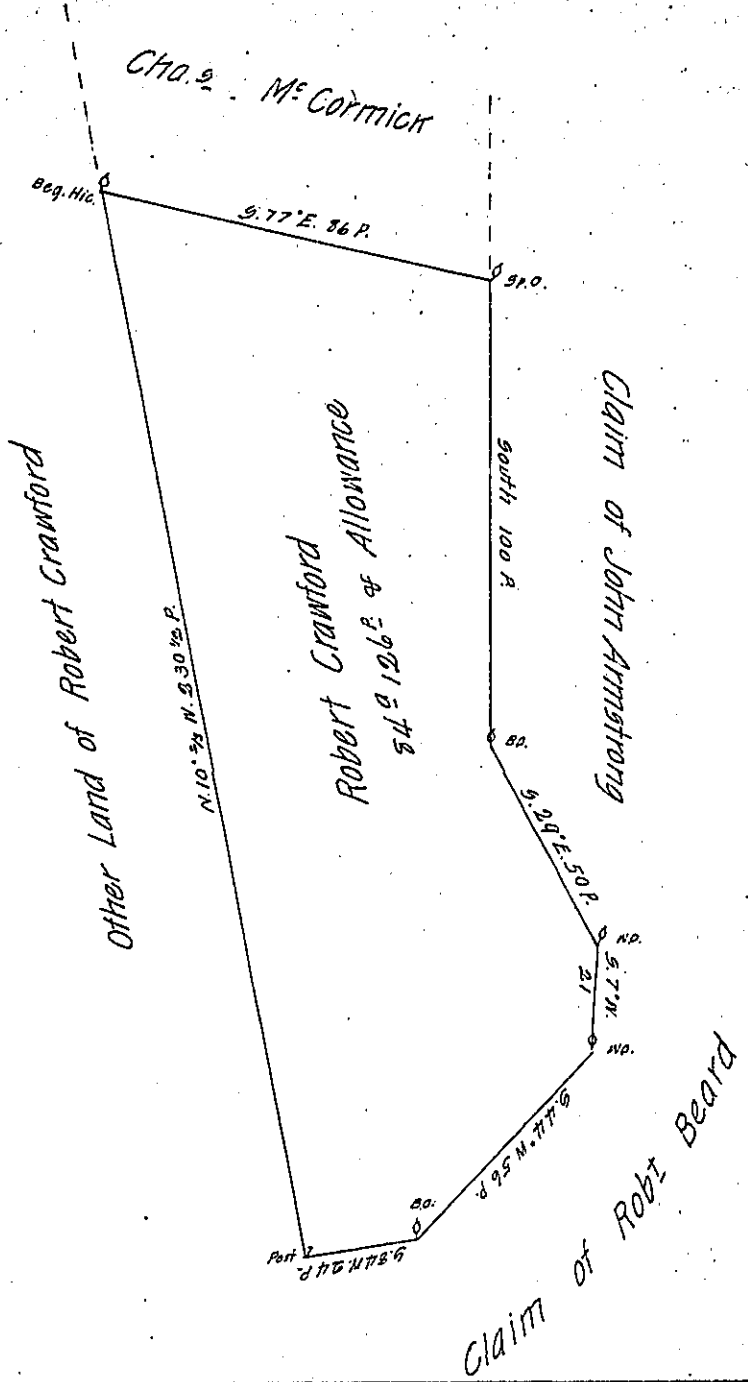 Cha.s. McCormick
Beg. Hic.
S. 77° E. 86 P.
Sp.O.
South 100 P.
Claim of John Armstrong
Other Land of Robert Crawford
N. 10° 2/3 W. 230 1/2 P.
Robert Crawford
84a 126P. & Allowance
B.O.
S. 29° E. 50 P.
W.O.
S. 7° W.
21
W.O.
S. 44° W. 56 P.
B.O.
Post
S. 84 W. 24 P.
Claim of Robt Beard